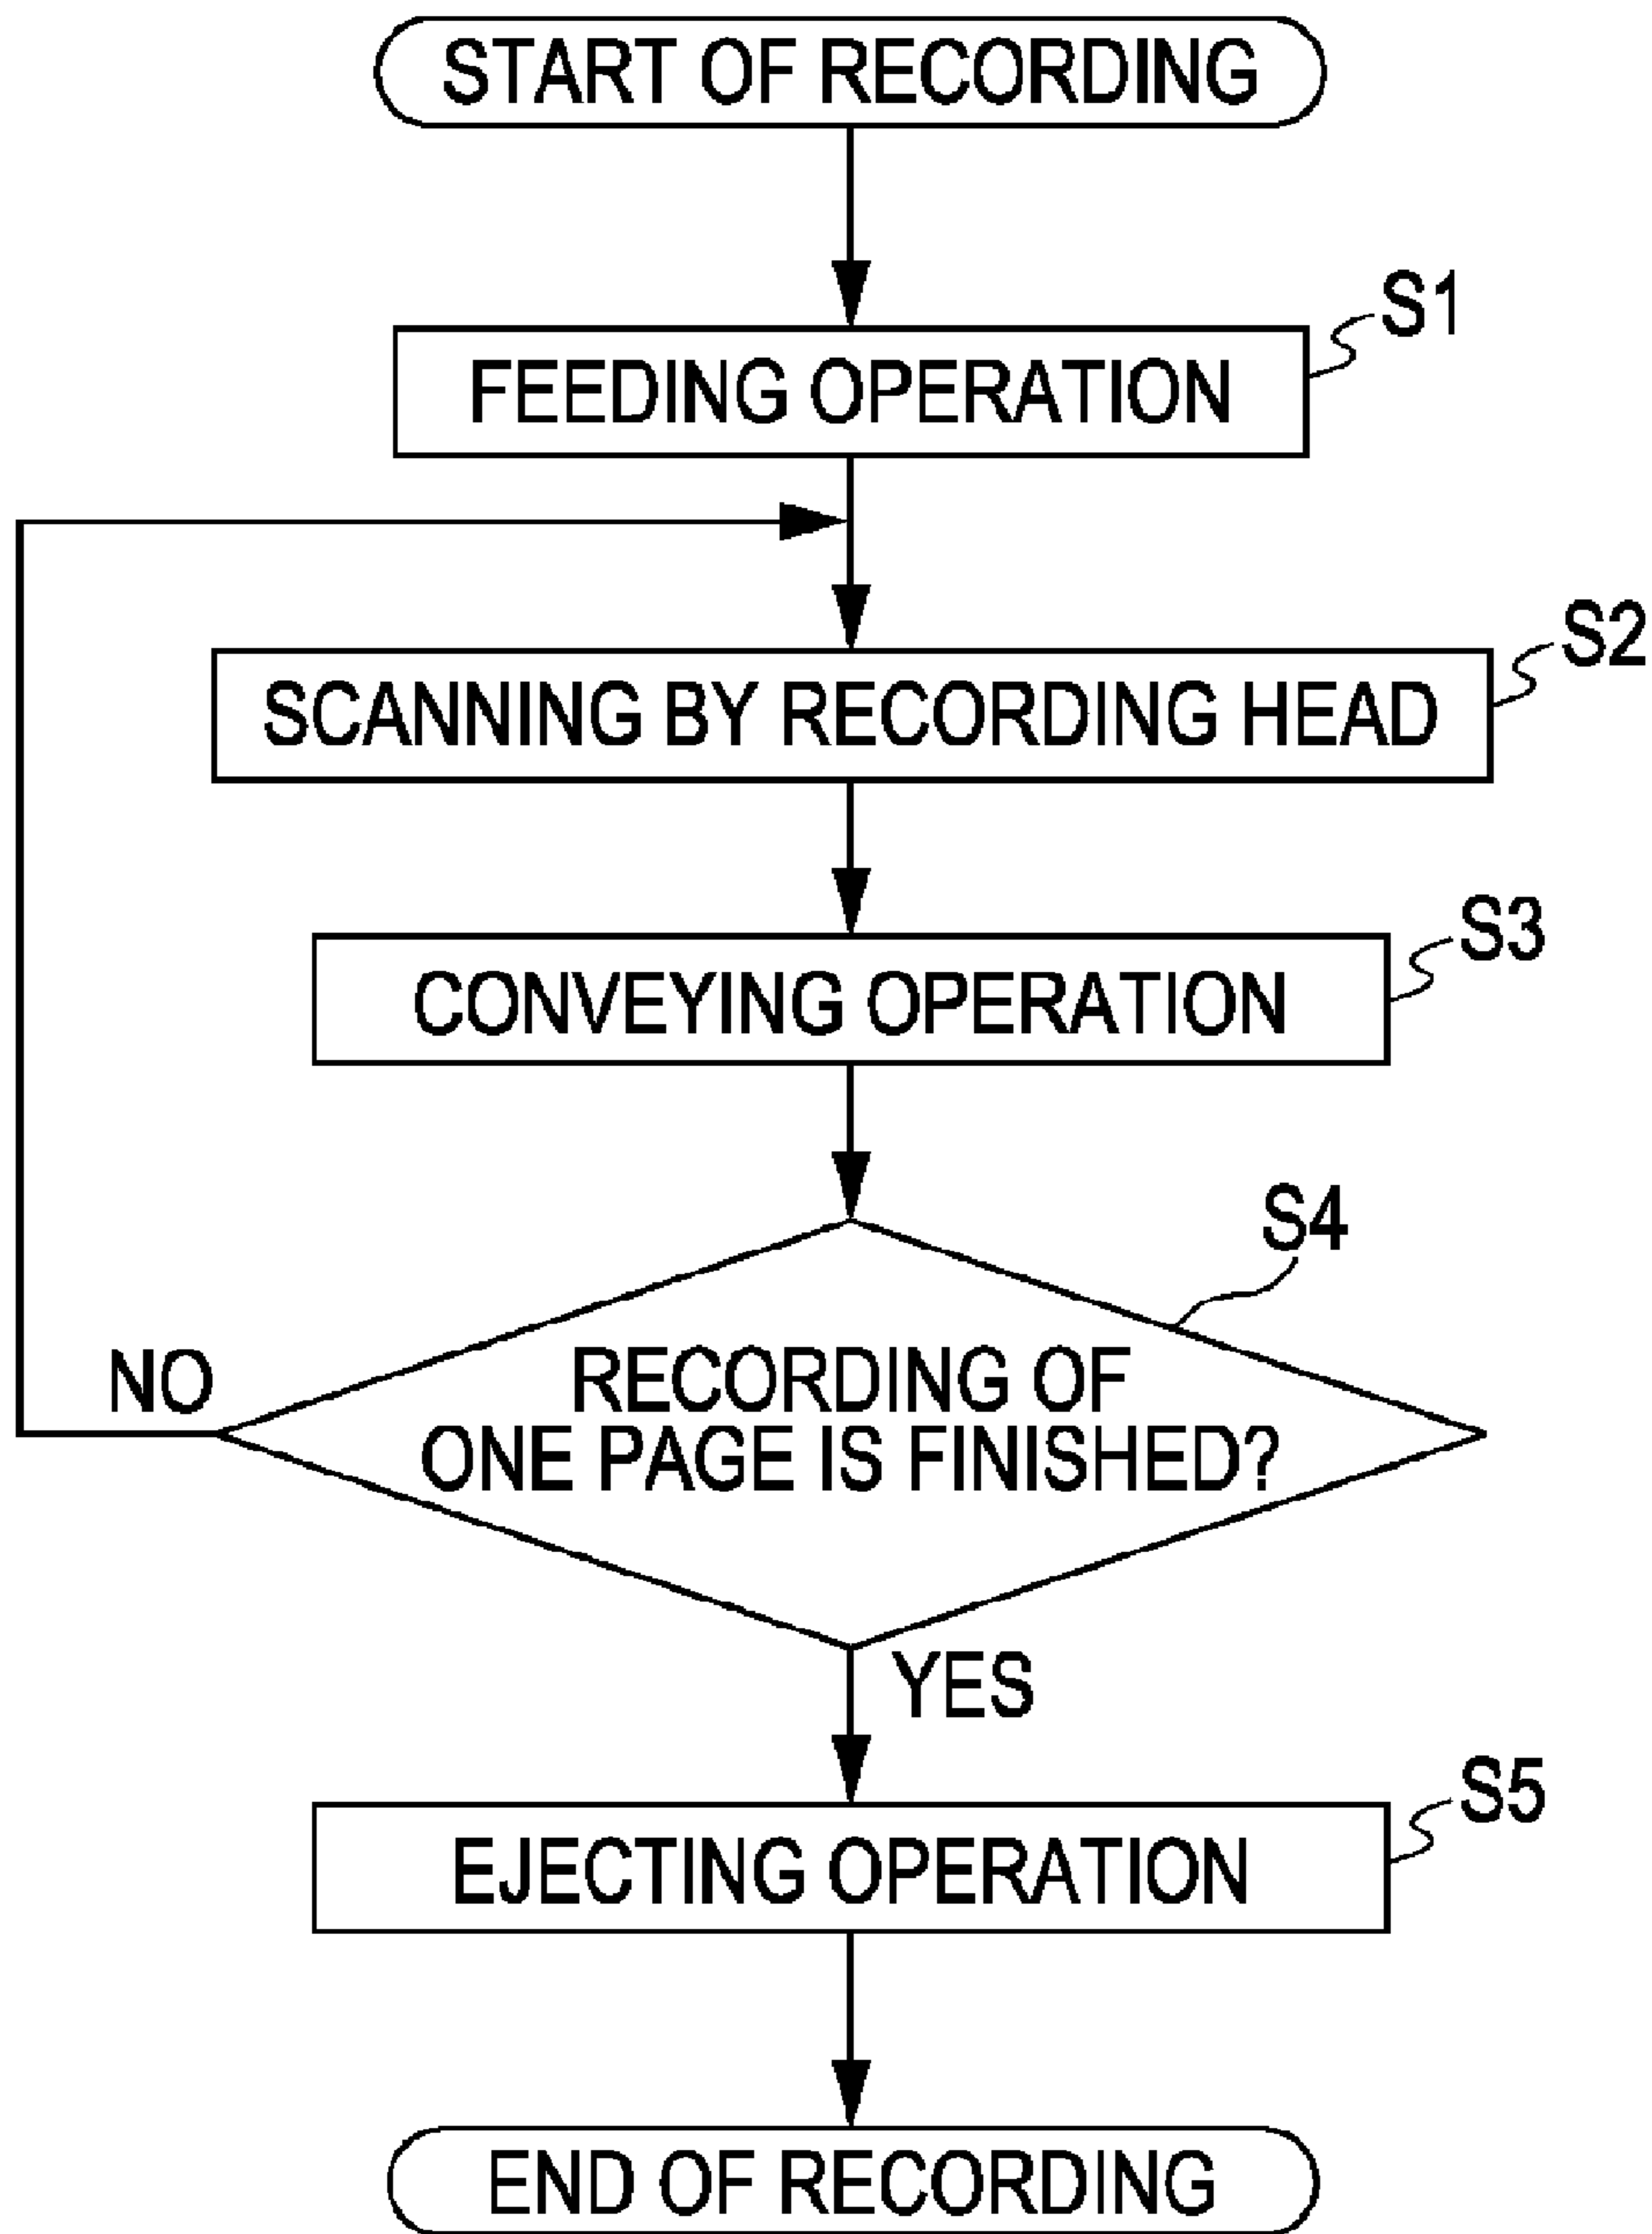 START OF RECORDING
S1
FEEDING OPERATION
S2
SCANNING BY RECORDING HEAD
S3
CONVEYING OPERATION
S4
NO
RECORDING OF
ONE PAGE IS FINISHED?
YES
S5
EJECTING OPERATION
END OF RECORDING